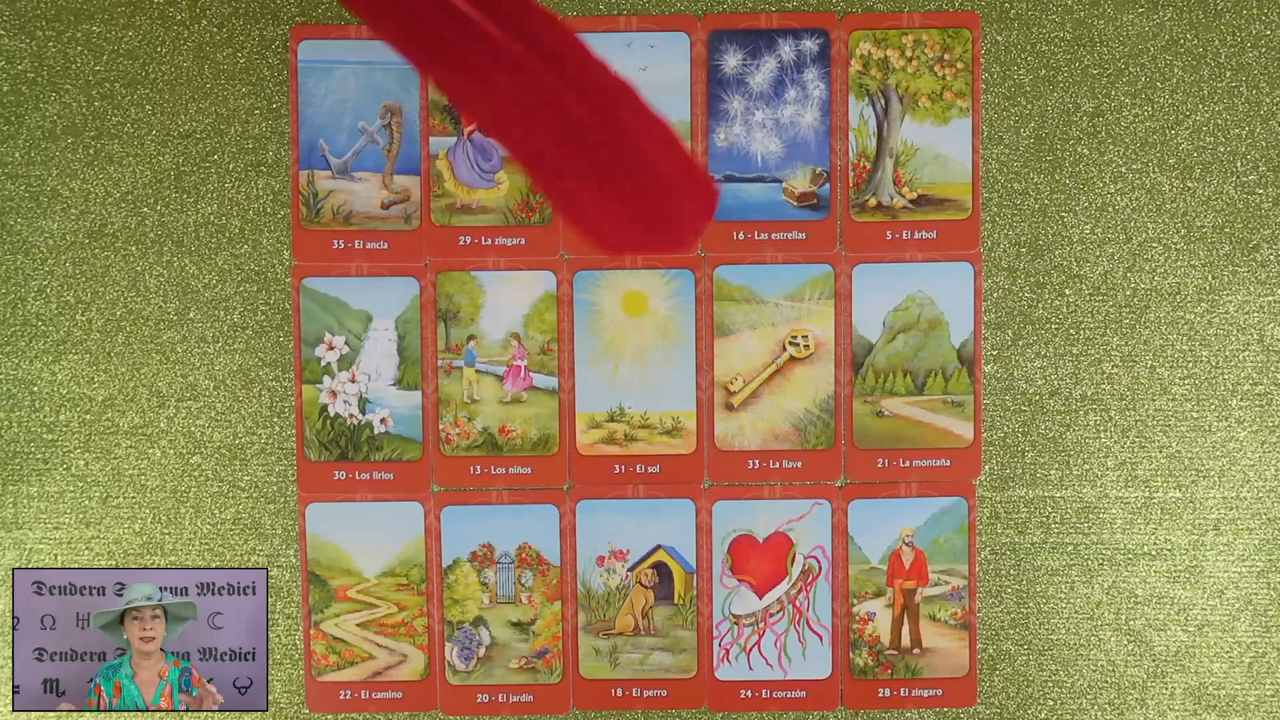 35 - El ancla
29 - La zíngara
16 - Las estrellas
5 - El árbol
30 - Los lirios
13 - Los niños
31 - El sol
33 - La llave
21 - La montaña
22 - El camino
20 - El jardín
18 - El perro
24 - El corazón
28 - El zíngaro
Dendera Medici
Dendera Medici